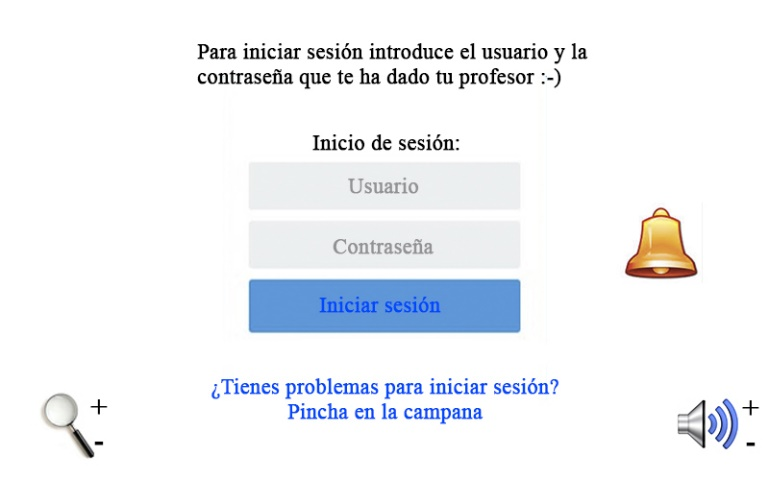 Para iniciar sesión introduce el usuario y la
contraseña que te ha dado tu profesor :-)
Inicio de sesión:
Usuario
Contraseña
Iniciar sesión
¿Tienes problemas para iniciar sesión?
Pincha en la campana
+
-
+
-